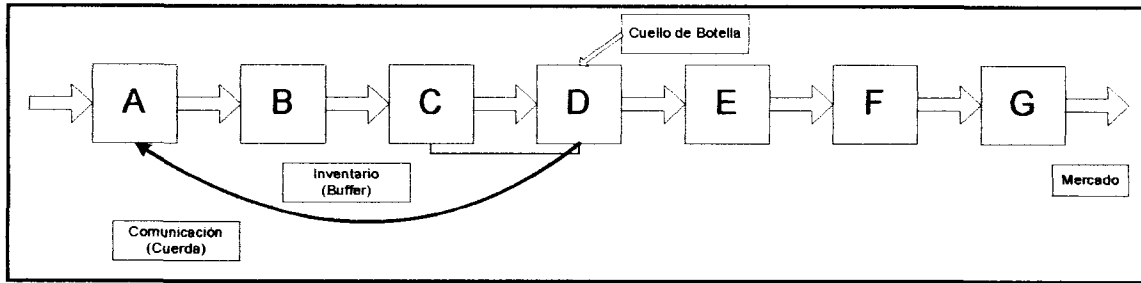 Cuello de Botella
A B C D E F G
Inventario
(Buffer)
Mercado
Comunicación
(Cuerda)